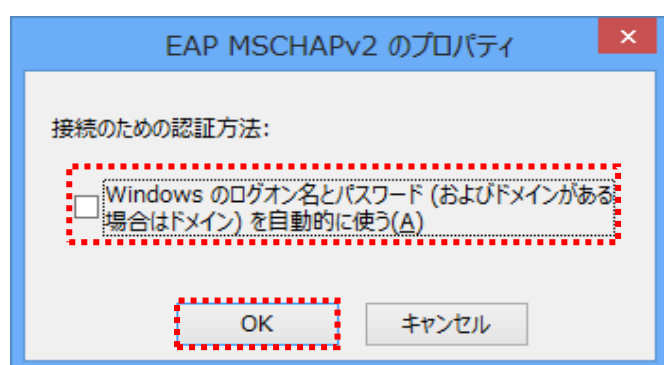 EAP MSCHAPv2 のプロパティ
接続のための認証方法:
Windows のログオン名とパスワード (およびドメインがある
場合はドメイン) を自動的に使う(A)
OK キャンセル